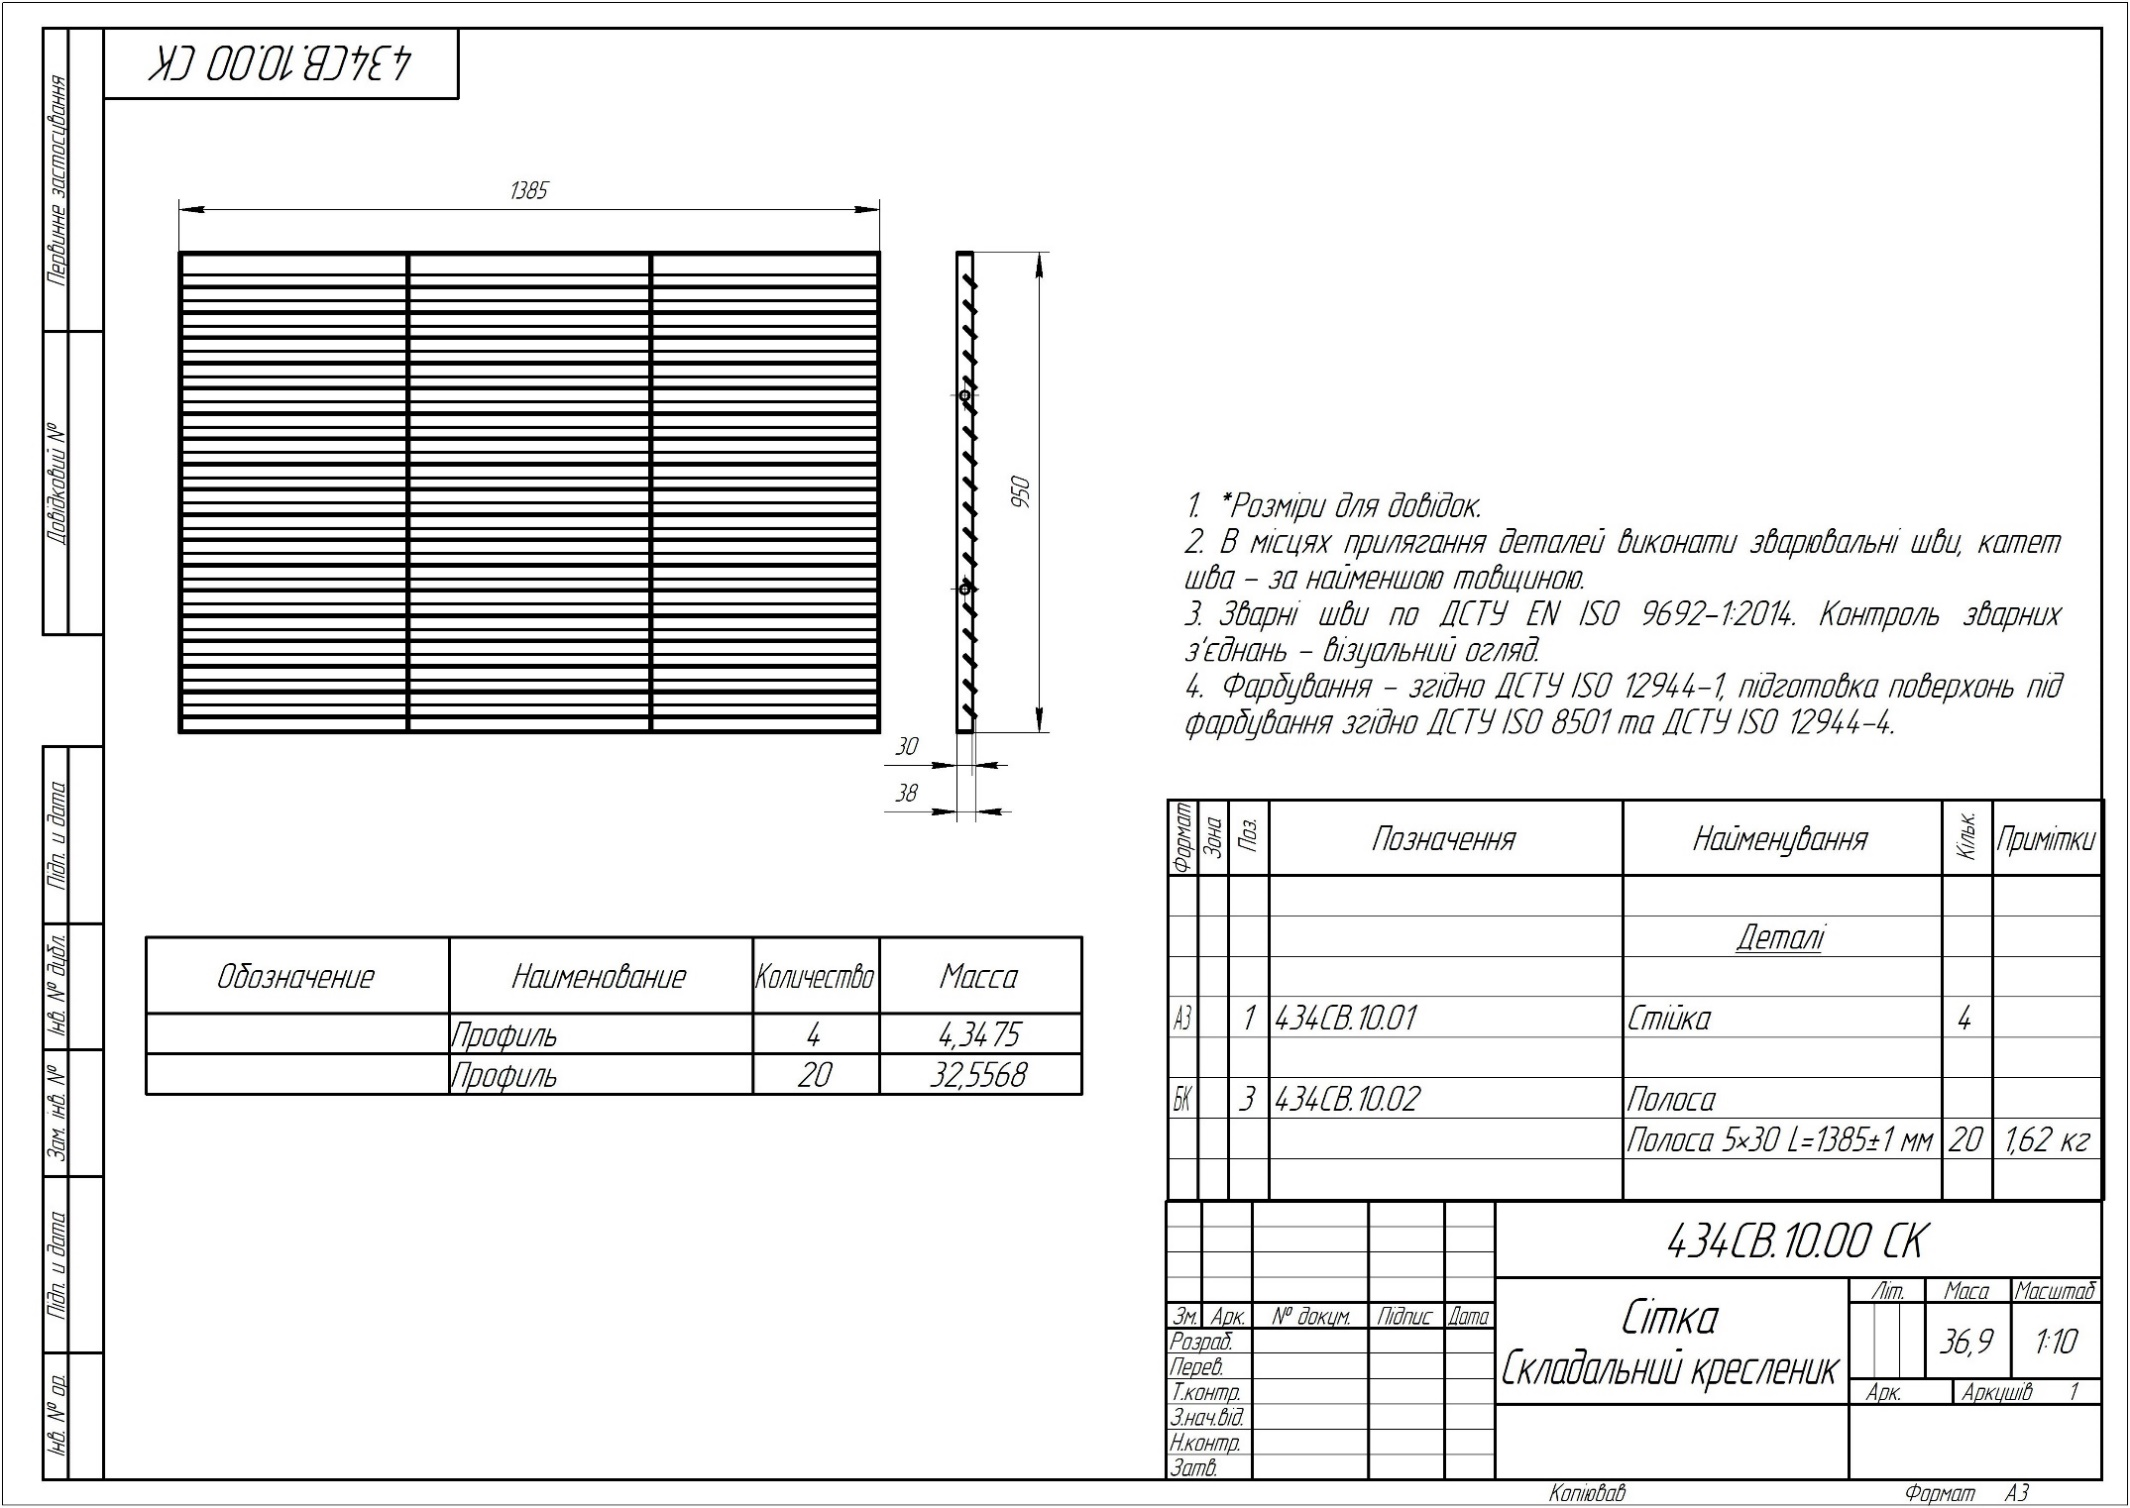 434СВ.10.00 СК
Первинне застосування
Довідковий №
Підп. и дата
Інв. № дубл.
Зам. інв. №
Підп. и дата
Інв. № ор.
1385
950
30
38
1. *Розміри для довідок.
2. В місцях прилягання деталей виконати зварювальні шви, катет
шва – за найменшою товщиною.
3. Зварні шви по ДСТУ EN ISO 9692-1:2014. Контроль зварних
з'єднань – візуальний огляд.
4. Фарбування – згідно ДСТУ ISO 12944-1, підготовка поверхонь під
фарбування згідно ДСТУ ISO 8501 та ДСТУ ISO 12944-4.
Обозначение Наименование Количество Масса
Профиль 4 4,3475
Профиль 20 32,5568
Формат Зона Поз. Позначення Найменування Кільк. Примітки
Деталі
А3 1 434СВ.10.01 Стійка 4
БК 3 434СВ.10.02 Полоса
Полоса 5×30 L=1385±1 мм 20 1,62 кг
434СВ.10.00 СК
Зм. Арк. № докум. Підпис Дата
Розраб.
Перев.
Т.контр.
З.нач.від.
Н.контр.
Затв.
Сітка
Складальний кресленик
Літ. Маса Масштаб
36,9 1:10
Арк. Аркушів 1
Копіював Формат А3